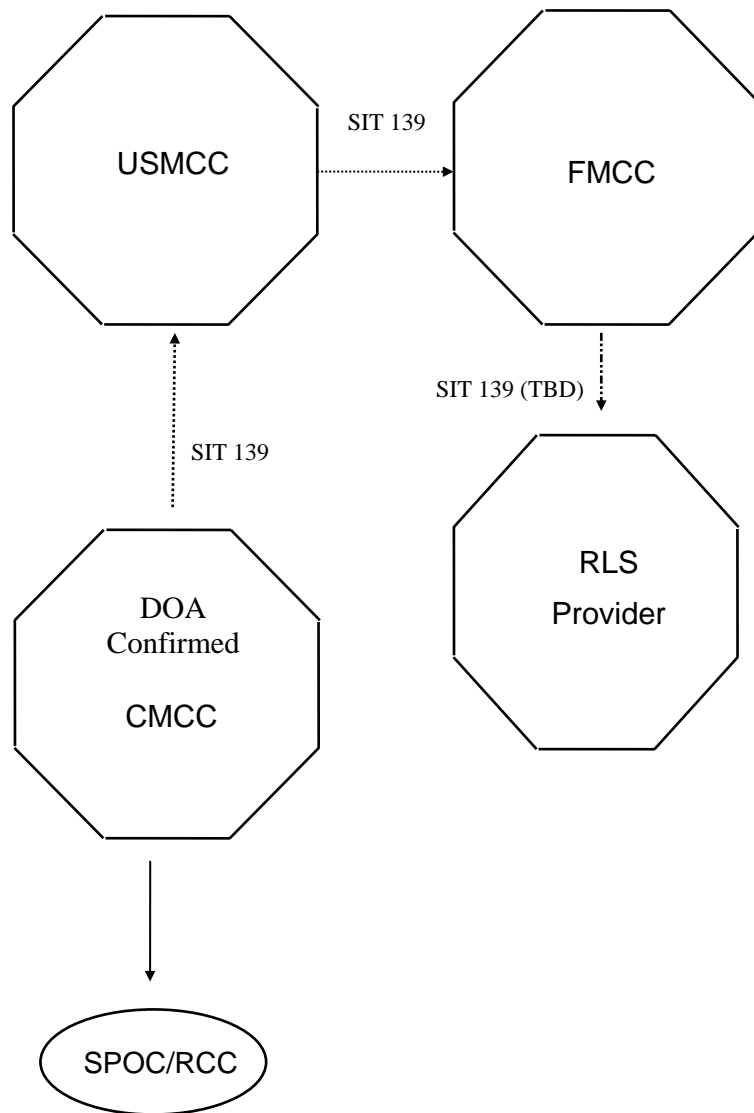 SIT 139
USMCC
FMCC
SIT 139 (TBD)
SIT 139
RLS
Provider
DOA
Confirmed
CMCC
SPOC/RCC